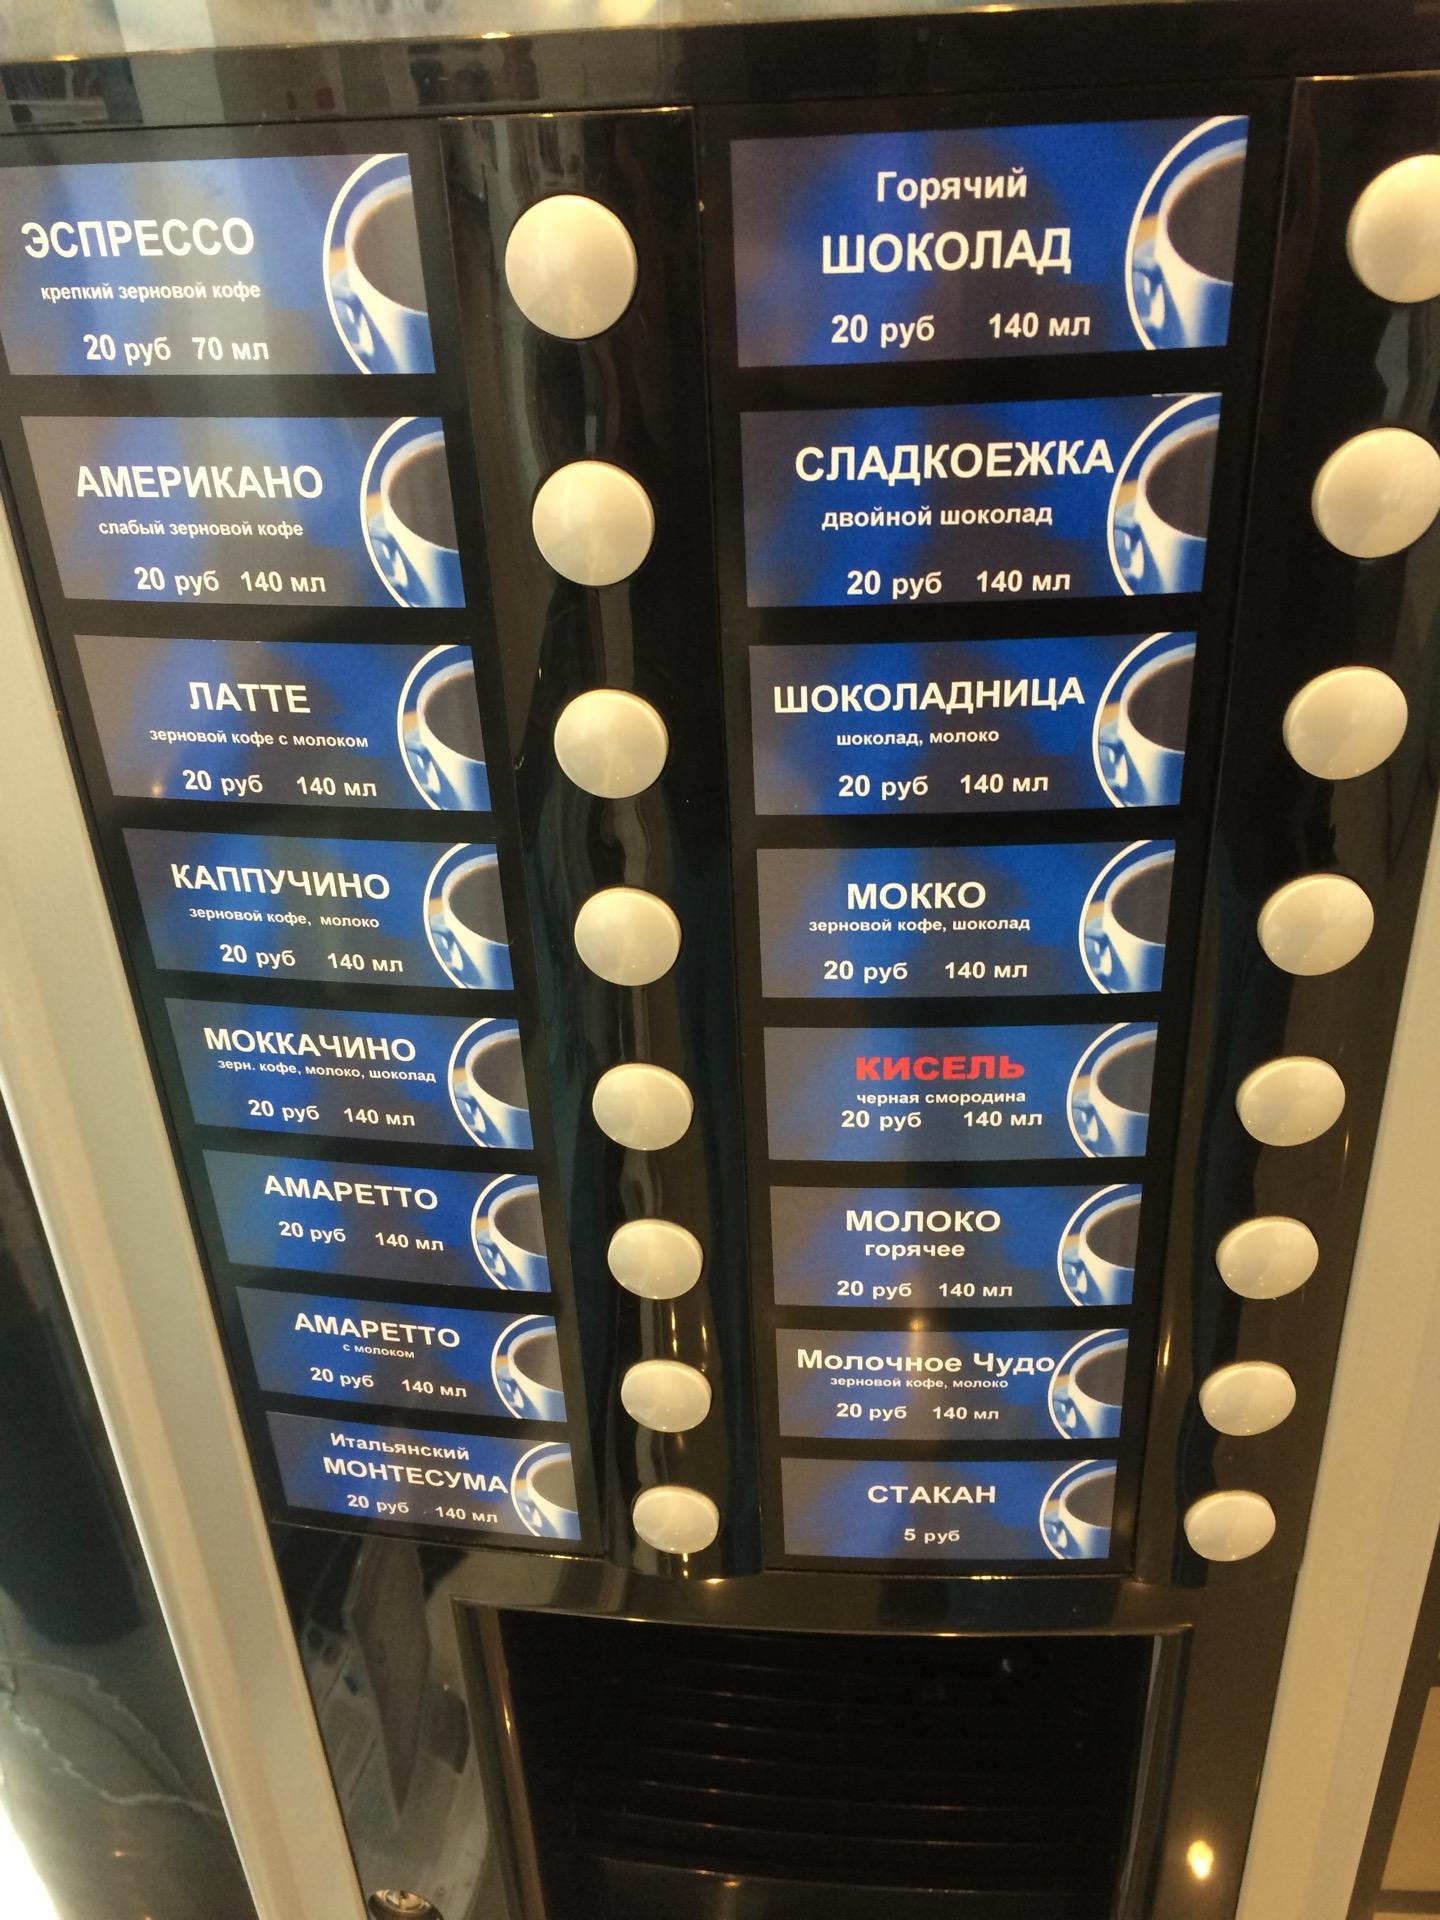 ЭСПРЕССО
крепкий зерновой кофе
20 руб 70 мл
АМЕРИКАНО
слабый зерновой кофе
20 руб 140 мл
ЛАТТЕ
зерновой кофе с молоком
20 руб 140 мл
КАППУЧИНО
зерновой кофе, молоко
20 руб 140 мл
МОККАЧИНО
зерн. кофе, молоко, шоколад
20 руб 140 мл
АМАРЕТТО
20 руб 140 мл
АМАРЕТТО
с молоком
20 руб 140 мл
Итальянский
МОНТЕСУМА
20 руб 140 мл
Горячий
ШОКОЛАД
20 руб 140 мл
СЛАДКОЕЖКА
двойной шоколад
20 руб 140 мл
ШОКОЛАДНИЦА
шоколад, молоко
20 руб 140 мл
МОККО
зерновой кофе, шоколад
20 руб 140 мл
КИСЕЛЬ
черная смородина
20 руб 140 мл
МОЛОКО
горячее
20 руб 140 мл
Молочное Чудо
зерновой кофе, молоко
20 руб 140 мл
СТАКАН
5 руб